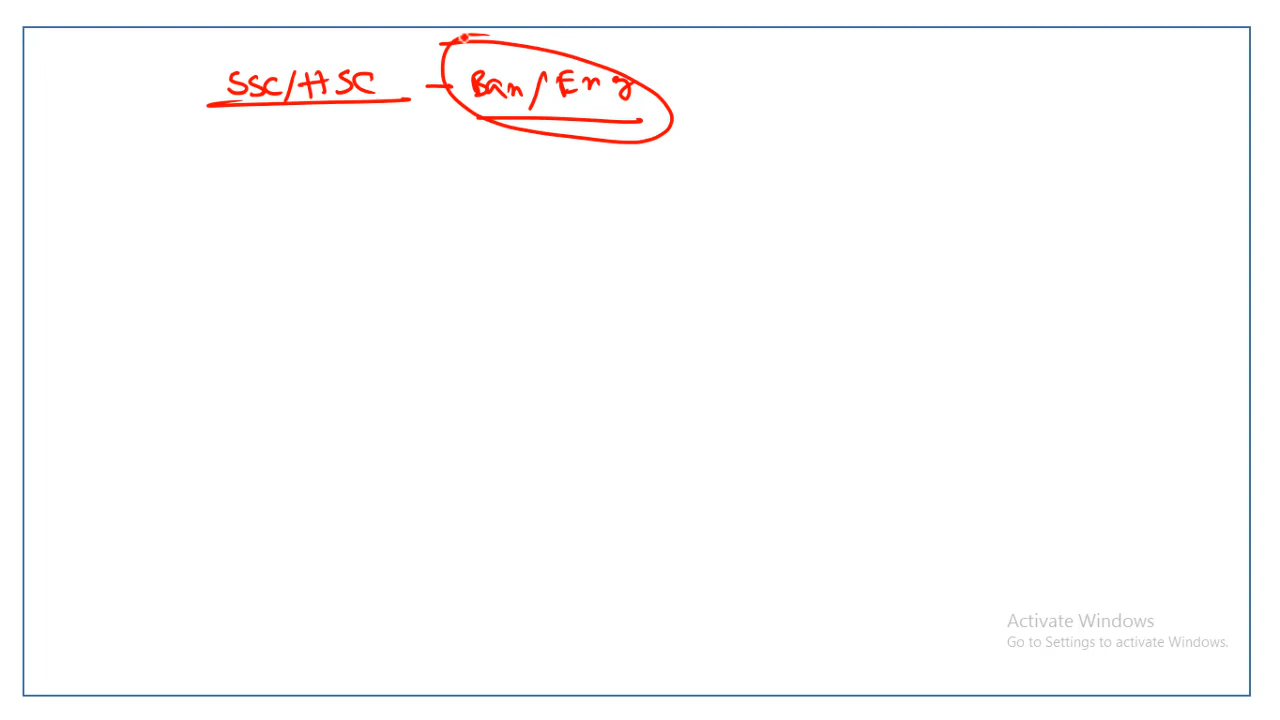 SSC/HSC - Ban/Eng
Activate Windows
Go to Settings to activate Windows.